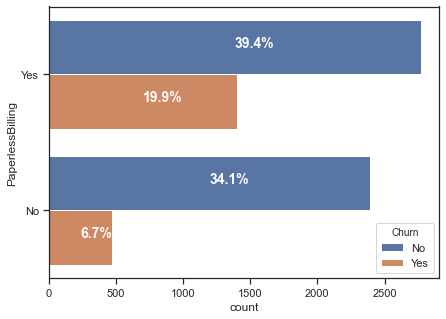 39.4%
Yes
19.9%
PaperlessBilling
34.1%
No
6.7%
Churn
No
Yes
0 500 1000 1500 2000 2500
count